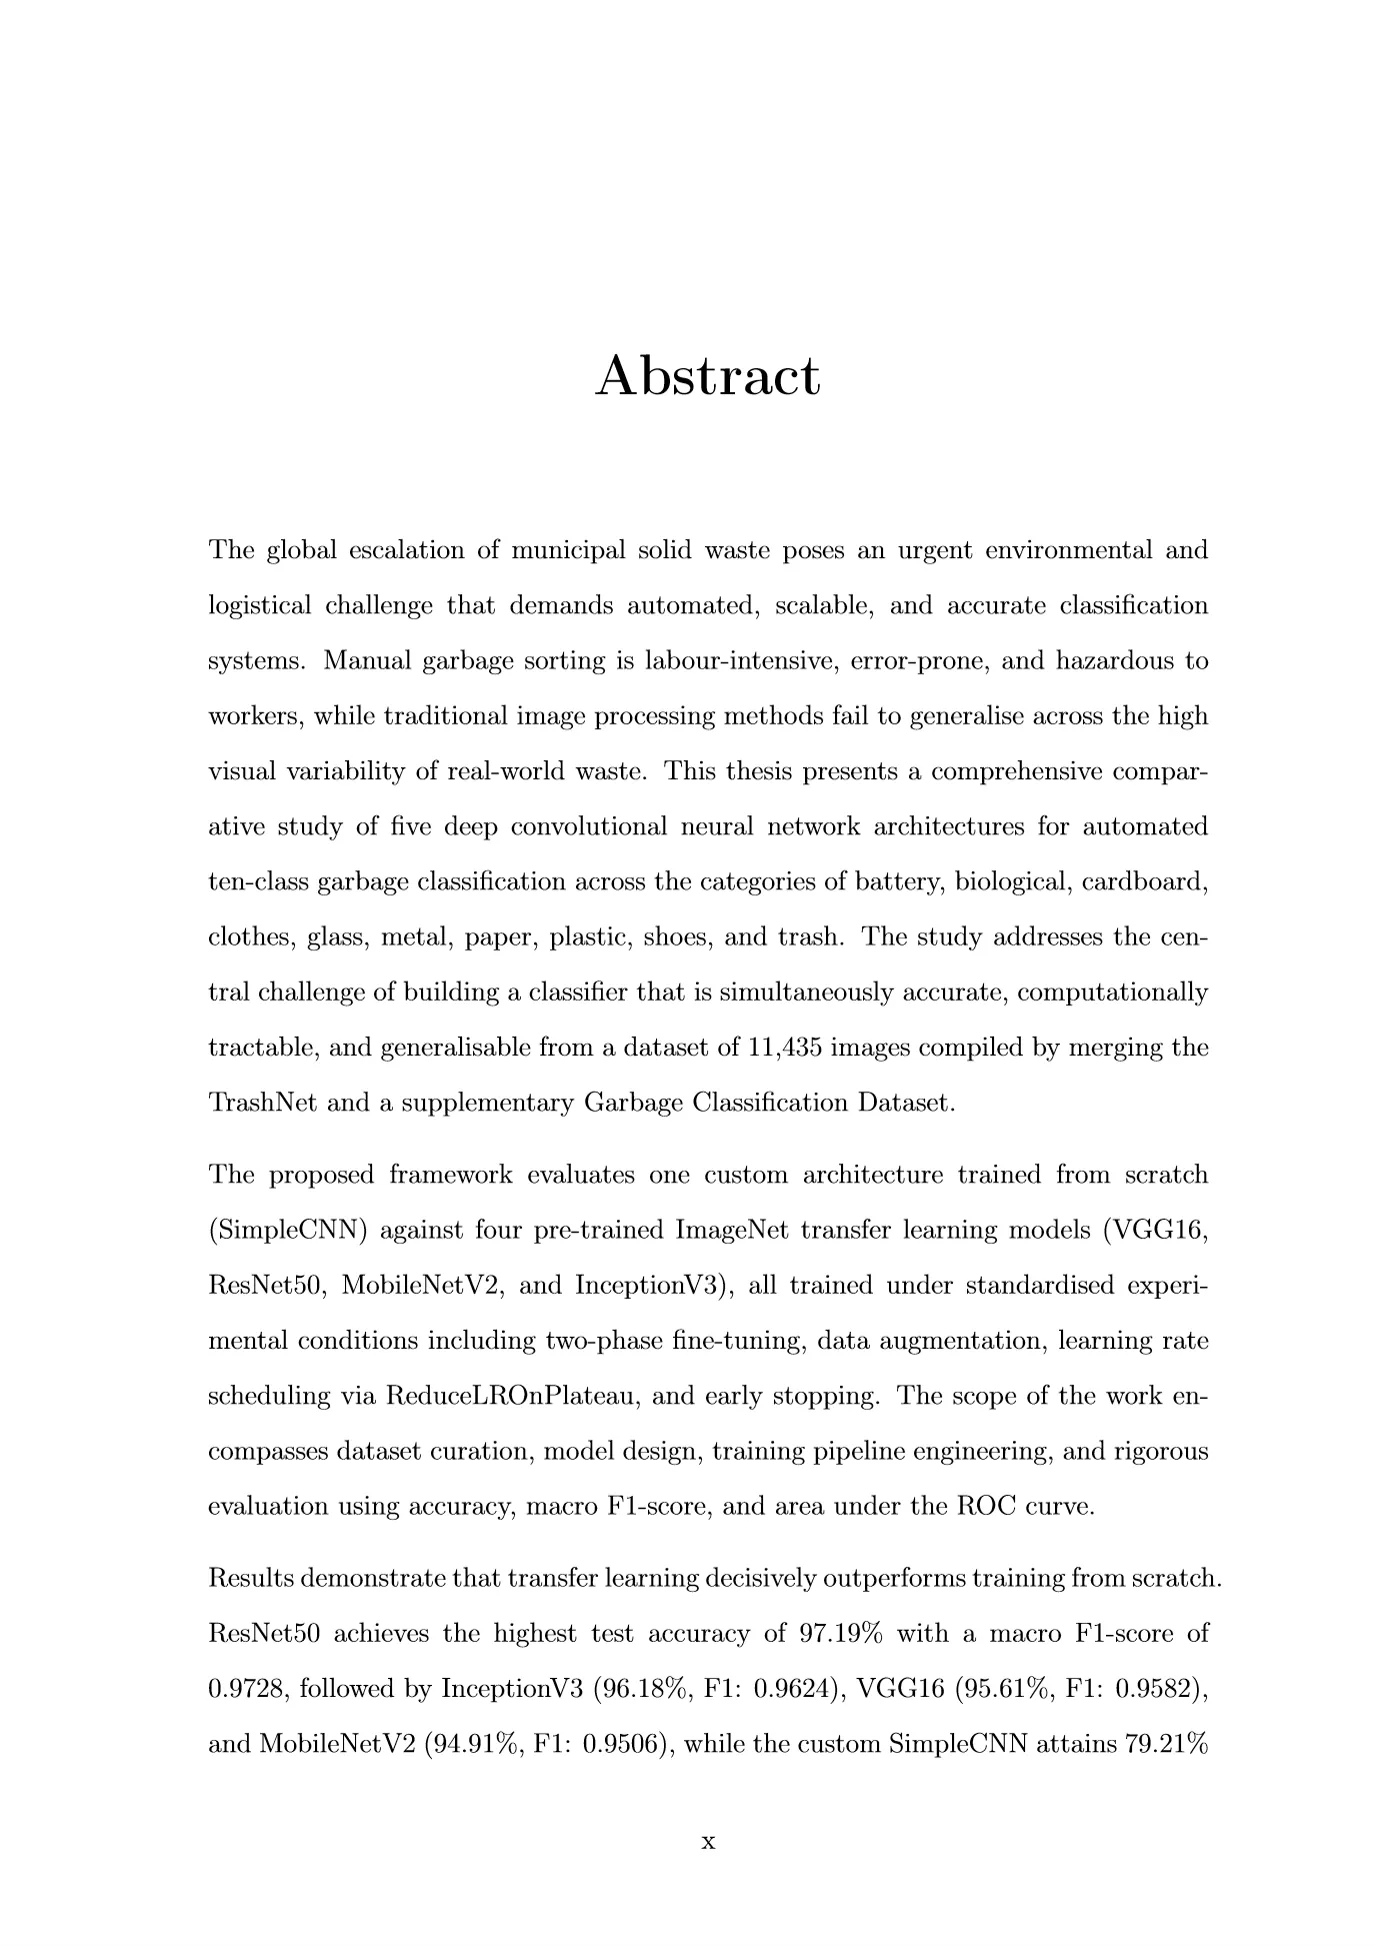 Abstract
The global escalation of municipal solid waste poses an urgent environmental and
logistical challenge that demands automated, scalable, and accurate classification
systems. Manual garbage sorting is labour-intensive, error-prone, and hazardous to
workers, while traditional image processing methods fail to generalise across the high
visual variability of real-world waste. This thesis presents a comprehensive compar-
ative study of five deep convolutional neural network architectures for automated
ten-class garbage classification across the categories of battery, biological, cardboard,
clothes, glass, metal, paper, plastic, shoes, and trash. The study addresses the cen-
tral challenge of building a classifier that is simultaneously accurate, computationally
tractable, and generalisable from a dataset of 11,435 images compiled by merging the
TrashNet and a supplementary Garbage Classification Dataset.
The proposed framework evaluates one custom architecture trained from scratch
(SimpleCNN) against four pre-trained ImageNet transfer learning models (VGG16,
ResNet50, MobileNetV2, and InceptionV3), all trained under standardised experi-
mental conditions including two-phase fine-tuning, data augmentation, learning rate
scheduling via ReduceLROnPlateau, and early stopping. The scope of the work en-
compasses dataset curation, model design, training pipeline engineering, and rigorous
evaluation using accuracy, macro F1-score, and area under the ROC curve.
Results demonstrate that transfer learning decisively outperforms training from scratch.
ResNet50 achieves the highest test accuracy of 97.19% with a macro F1-score of
0.9728, followed by InceptionV3 (96.18%, F1: 0.9624), VGG16 (95.61%, F1: 0.9582),
and MobileNetV2 (94.91%, F1: 0.9506), while the custom SimpleCNN attains 79.21%
x